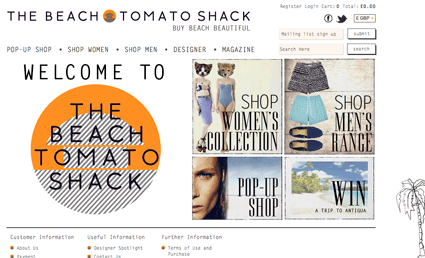 THE BEACH TOMATO SHACK
BUY BEACH BEAUTIFUL
Register Login Cart: 0 Total: £0.00
£ GBP
Mailing list sign up
submit
Search Here
search
POP-UP SHOP • SHOP WOMEN • SHOP MEN • DESIGNER • MAGAZINE
WELCOME TO
THE
BEACH
TOMATO
SHACK
SHOP
WOMEN'S
COLLECTION
SHOP
MEN'S
RANGE
POP-UP
SHOP
WIN
A TRIP TO ANTIGUA
Customer Information
Useful Information
Further Information
About us
Designer Spotlight
Terms of Use and
Purchase
Payment
Contact Us